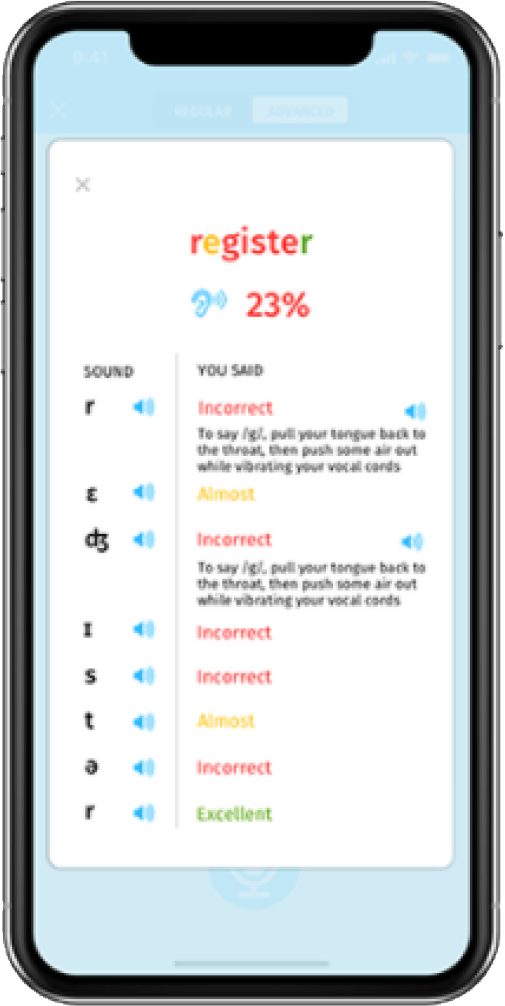 9:41
REGULAR ADVANCED
register
23%
SOUND YOU SAID
r Incorrect
To say /g/, pull your tongue back to
the throat, then push some air out
while vibrating your vocal cords
ɛ Almost
ʤ Incorrect
To say /g/, pull your tongue back to
the throat, then push some air out
while vibrating your vocal cords
ɪ Incorrect
s Incorrect
t Almost
ə Incorrect
r Excellent